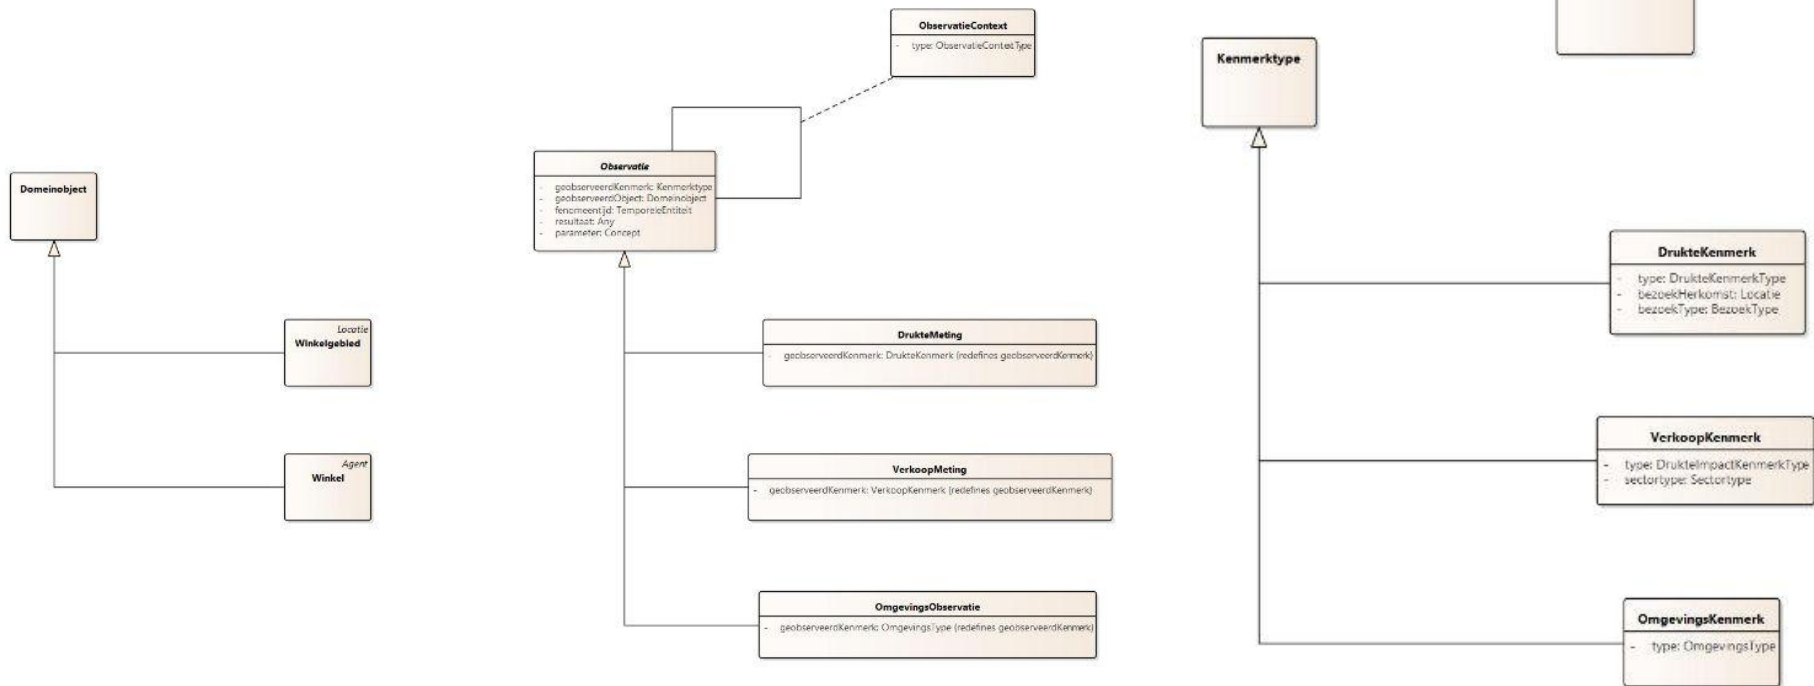 ObservatieContext
- type: ObservatieContextType
Kenmerktype
Domeinobject
Observatie
- geobserveerdKenmerk: Kenmerktype
- geobserveerdObject: Domeinobject
- fenomeentijd: TemporeleEntiteit
- resultaat: Any
- parameter: Concept
DrukteKenmerk
- type: DrukteKenmerkType
- bezoekHerkomst: Locatie
- bezoekType: BezoekType
Locatie
Winkelgebied
DrukteMeting
- geobserveerdKenmerk: DrukteKenmerk (redefines geobserveerdKenmerk)
VerkoopKenmerk
- type: DrukteImpactKenmerkType
- sectortype: Sectortype
Agent
Winkel
VerkoopMeting
- geobserveerdKenmerk: VerkoopKenmerk (redefines geobserveerdKenmerk)
OmgevingsObservatie
- geobserveerdKenmerk: OmgevingsType (redefines geobserveerdKenmerk)
OmgevingsKenmerk
- type: OmgevingsType